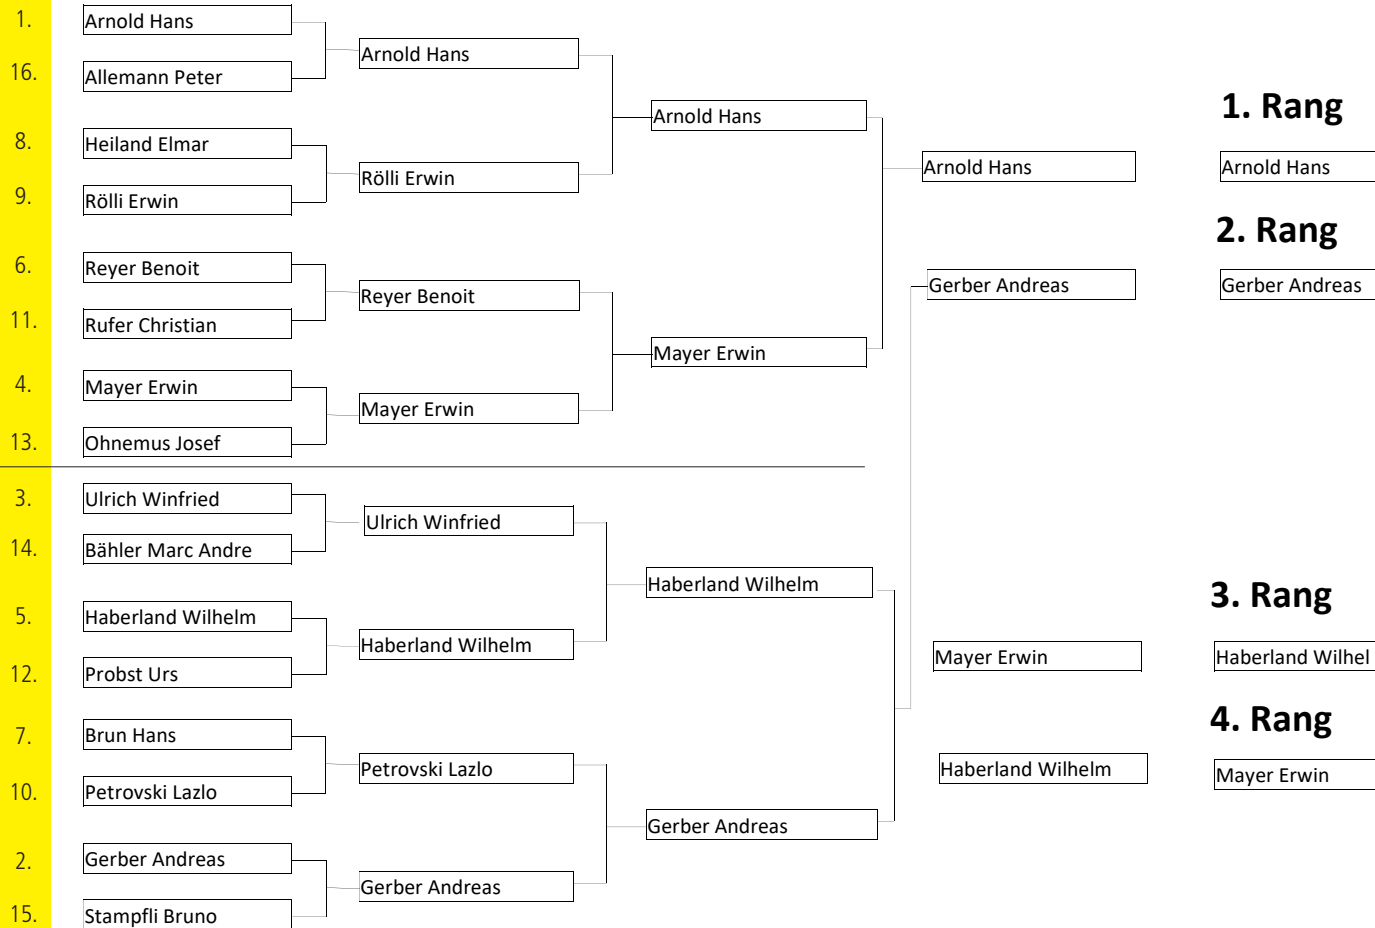 1.
Arnold Hans
16.
Allemann Peter
8.
Heiland Elmar
9.
Rölli Erwin
6.
Reyer Benoit
11.
Rufer Christian
4.
Mayer Erwin
13.
Ohnemus Josef
3.
Ulrich Winfried
14.
Bähler Marc Andre
5.
Haberland Wilhelm
12.
Probst Urs
7.
Brun Hans
10.
Petrovski Lazlo
2.
Gerber Andreas
15.
Stampfli Bruno
Arnold Hans
Rölli Erwin
Reyer Benoit
Mayer Erwin
Ulrich Winfried
Haberland Wilhelm
Petrovski Lazlo
Gerber Andreas
Arnold Hans
Mayer Erwin
Haberland Wilhelm
Gerber Andreas
Arnold Hans
Gerber Andreas
Mayer Erwin
Haberland Wilhelm
1. Rang
Arnold Hans
2. Rang
Gerber Andreas
3. Rang
Haberland Wilhel
4. Rang
Mayer Erwin